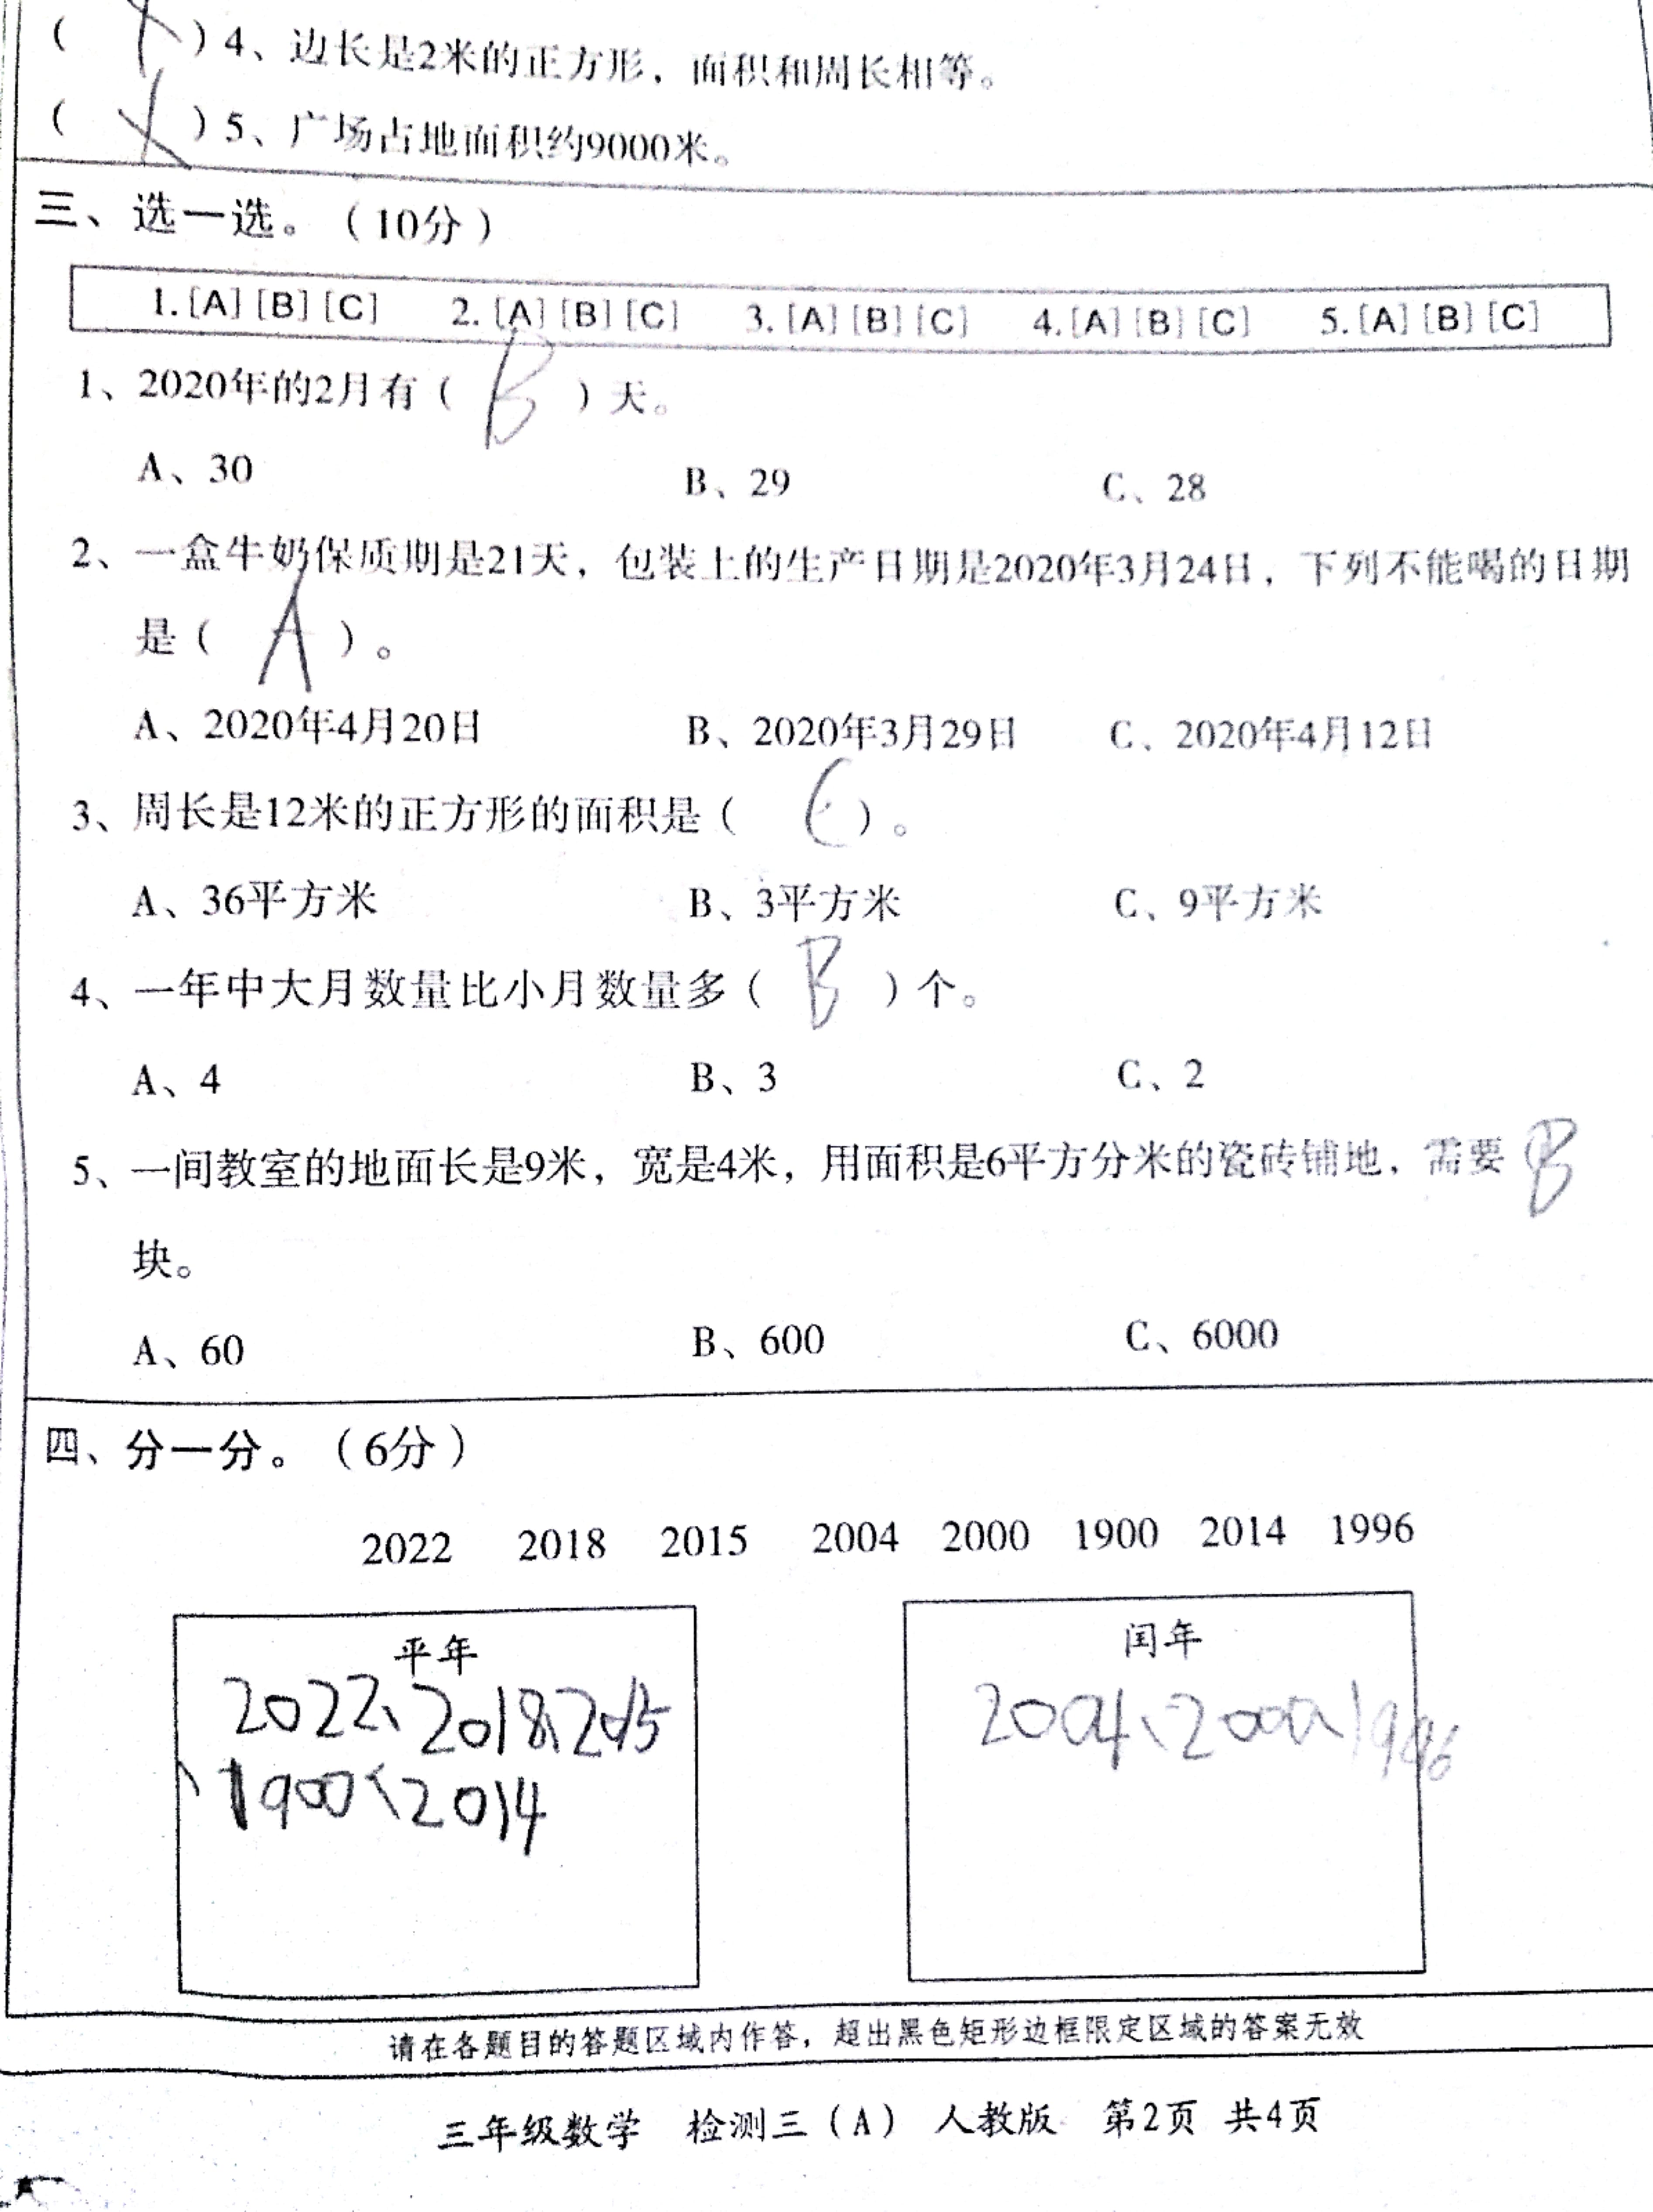 ( X ) 4、边长是2米的正方形，面积和周长相等。
( X ) 5、广场占地面积约9000米。
三、选一选。（10分）
1. [A] [B] [C] 2. [A] [B] [C] 3. [A] [B] [C] 4. [A] [B] [C] 5. [A] [B] [C]
1、2020年的2月有（ B ）天。
A、30 B、29 C、28
2、一盒牛奶保质期是21天，包装上的生产日期是2020年3月24日，下列不能喝的日期
是（ A ）。
A、2020年4月20日 B、2020年3月29日 C、2020年4月12日
3、周长是12米的正方形的面积是（ C ）。
A、36平方米 B、3平方米 C、9平方米
4、一年中大月数量比小月数量多（ B ）个。
A、4 B、3 C、2
5、一间教室的地面长是9米，宽是4米，用面积是6平方分米的瓷砖铺地，需要 B
块。
A、60 B、600 C、6000
四、分一分。（6分）
2022 2018 2015 2004 2000 1900 2014 1996
平年
2022、2018、2015
、1900、2014
闰年
2004、2000、1996
请在各题目的答题区域内作答，超出黑色矩形边框限定区域的答案无效
三年级数学 检测三（A） 人教版 第2页 共4页